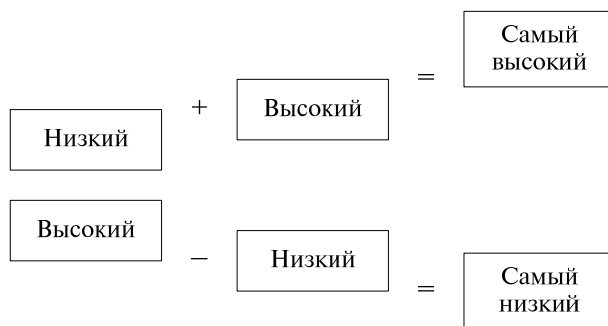 Самый
высокий
=
Высокий
+
Низкий
Высокий
Низкий
–
Самый
низкий
=